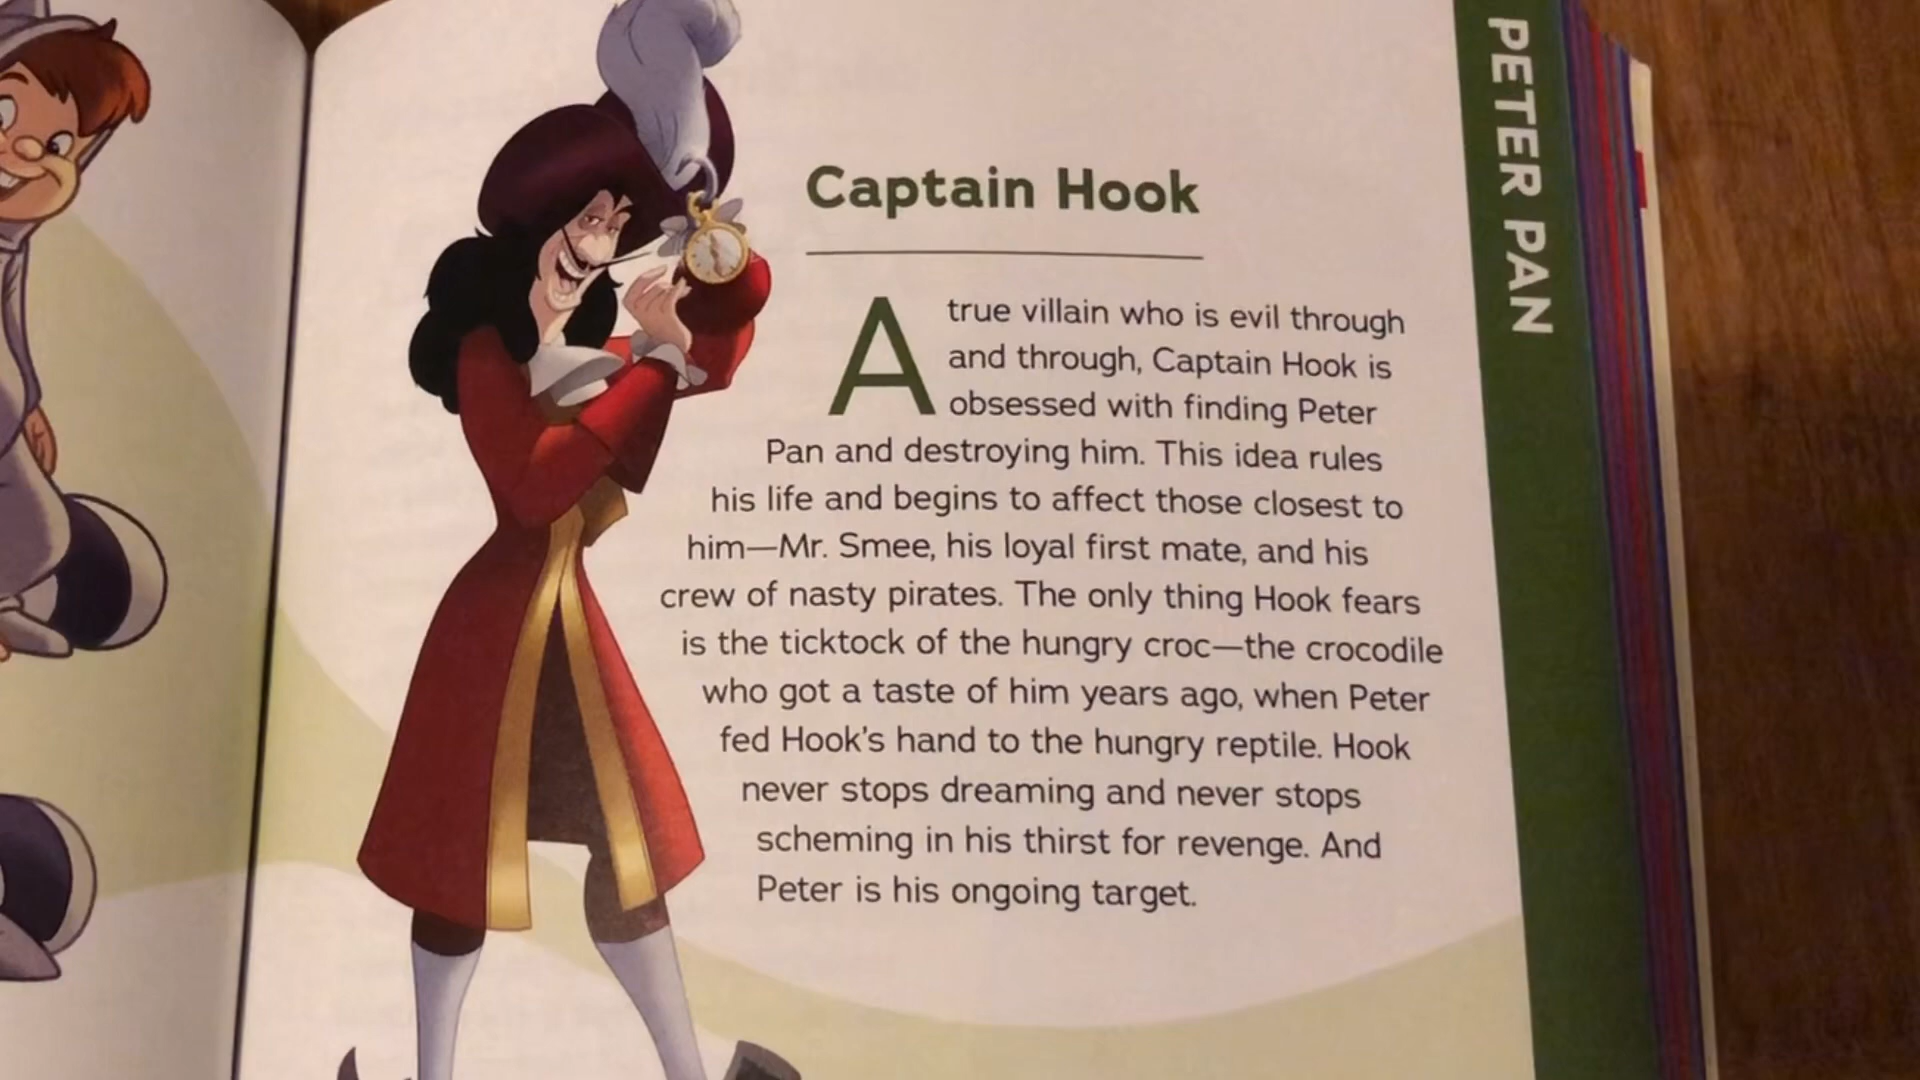 PETER PAN
Captain Hook
A true villain who is evil through
and through, Captain Hook is
obsessed with finding Peter
Pan and destroying him. This idea rules
his life and begins to affect those closest to
him—Mr. Smee, his loyal first mate, and his
crew of nasty pirates. The only thing Hook fears
is the ticktock of the hungry croc—the crocodile
who got a taste of him years ago, when Peter
fed Hook's hand to the hungry reptile. Hook
never stops dreaming and never stops
scheming in his thirst for revenge. And
Peter is his ongoing target.